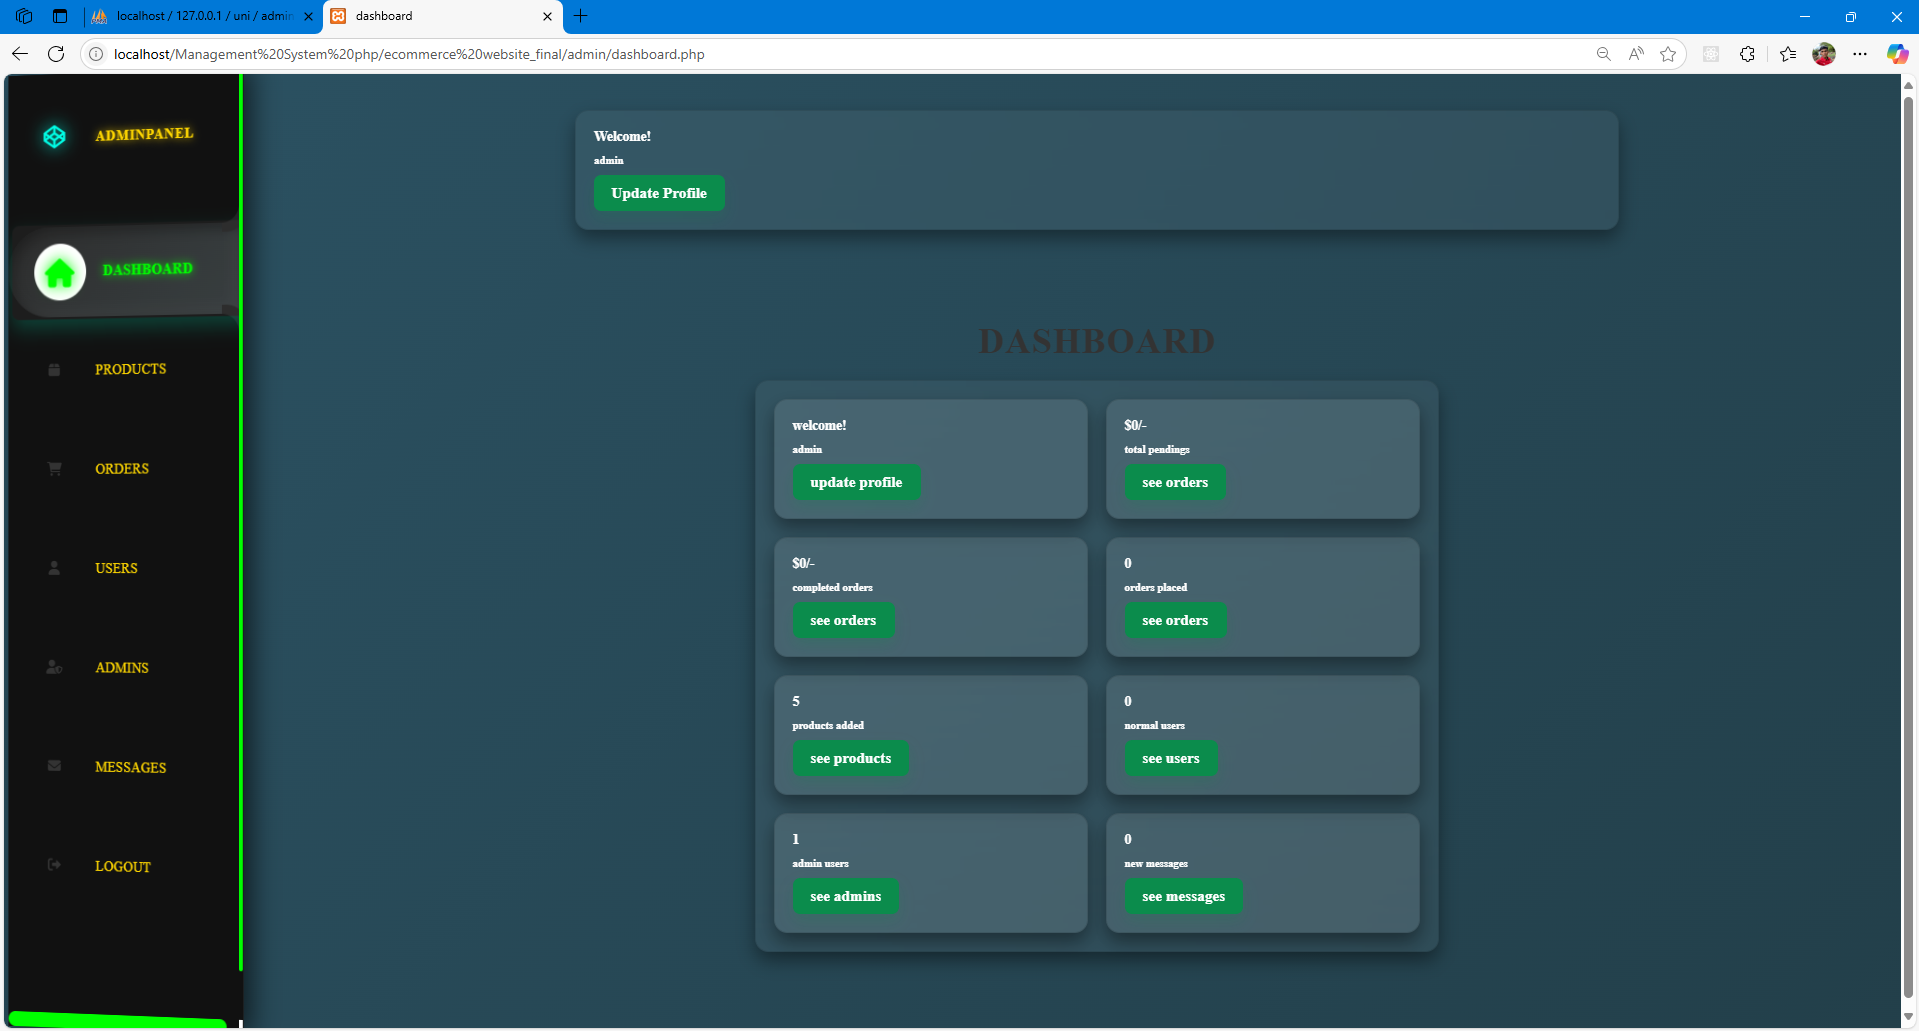 localhost / 127.0.0.1 / uni / admin
dashboard
localhost/Management%20System%20php/ecommerce%20website_final/admin/dashboard.php
ADMINPANEL
DASHBOARD
PRODUCTS
ORDERS
USERS
ADMINS
MESSAGES
LOGOUT
Welcome!
admin
Update Profile
DASHBOARD
welcome!
admin
update profile
$0/-
total pendings
see orders
$0/-
completed orders
see orders
0
orders placed
see orders
5
products added
see products
0
normal users
see users
1
admin users
see admins
0
new messages
see messages